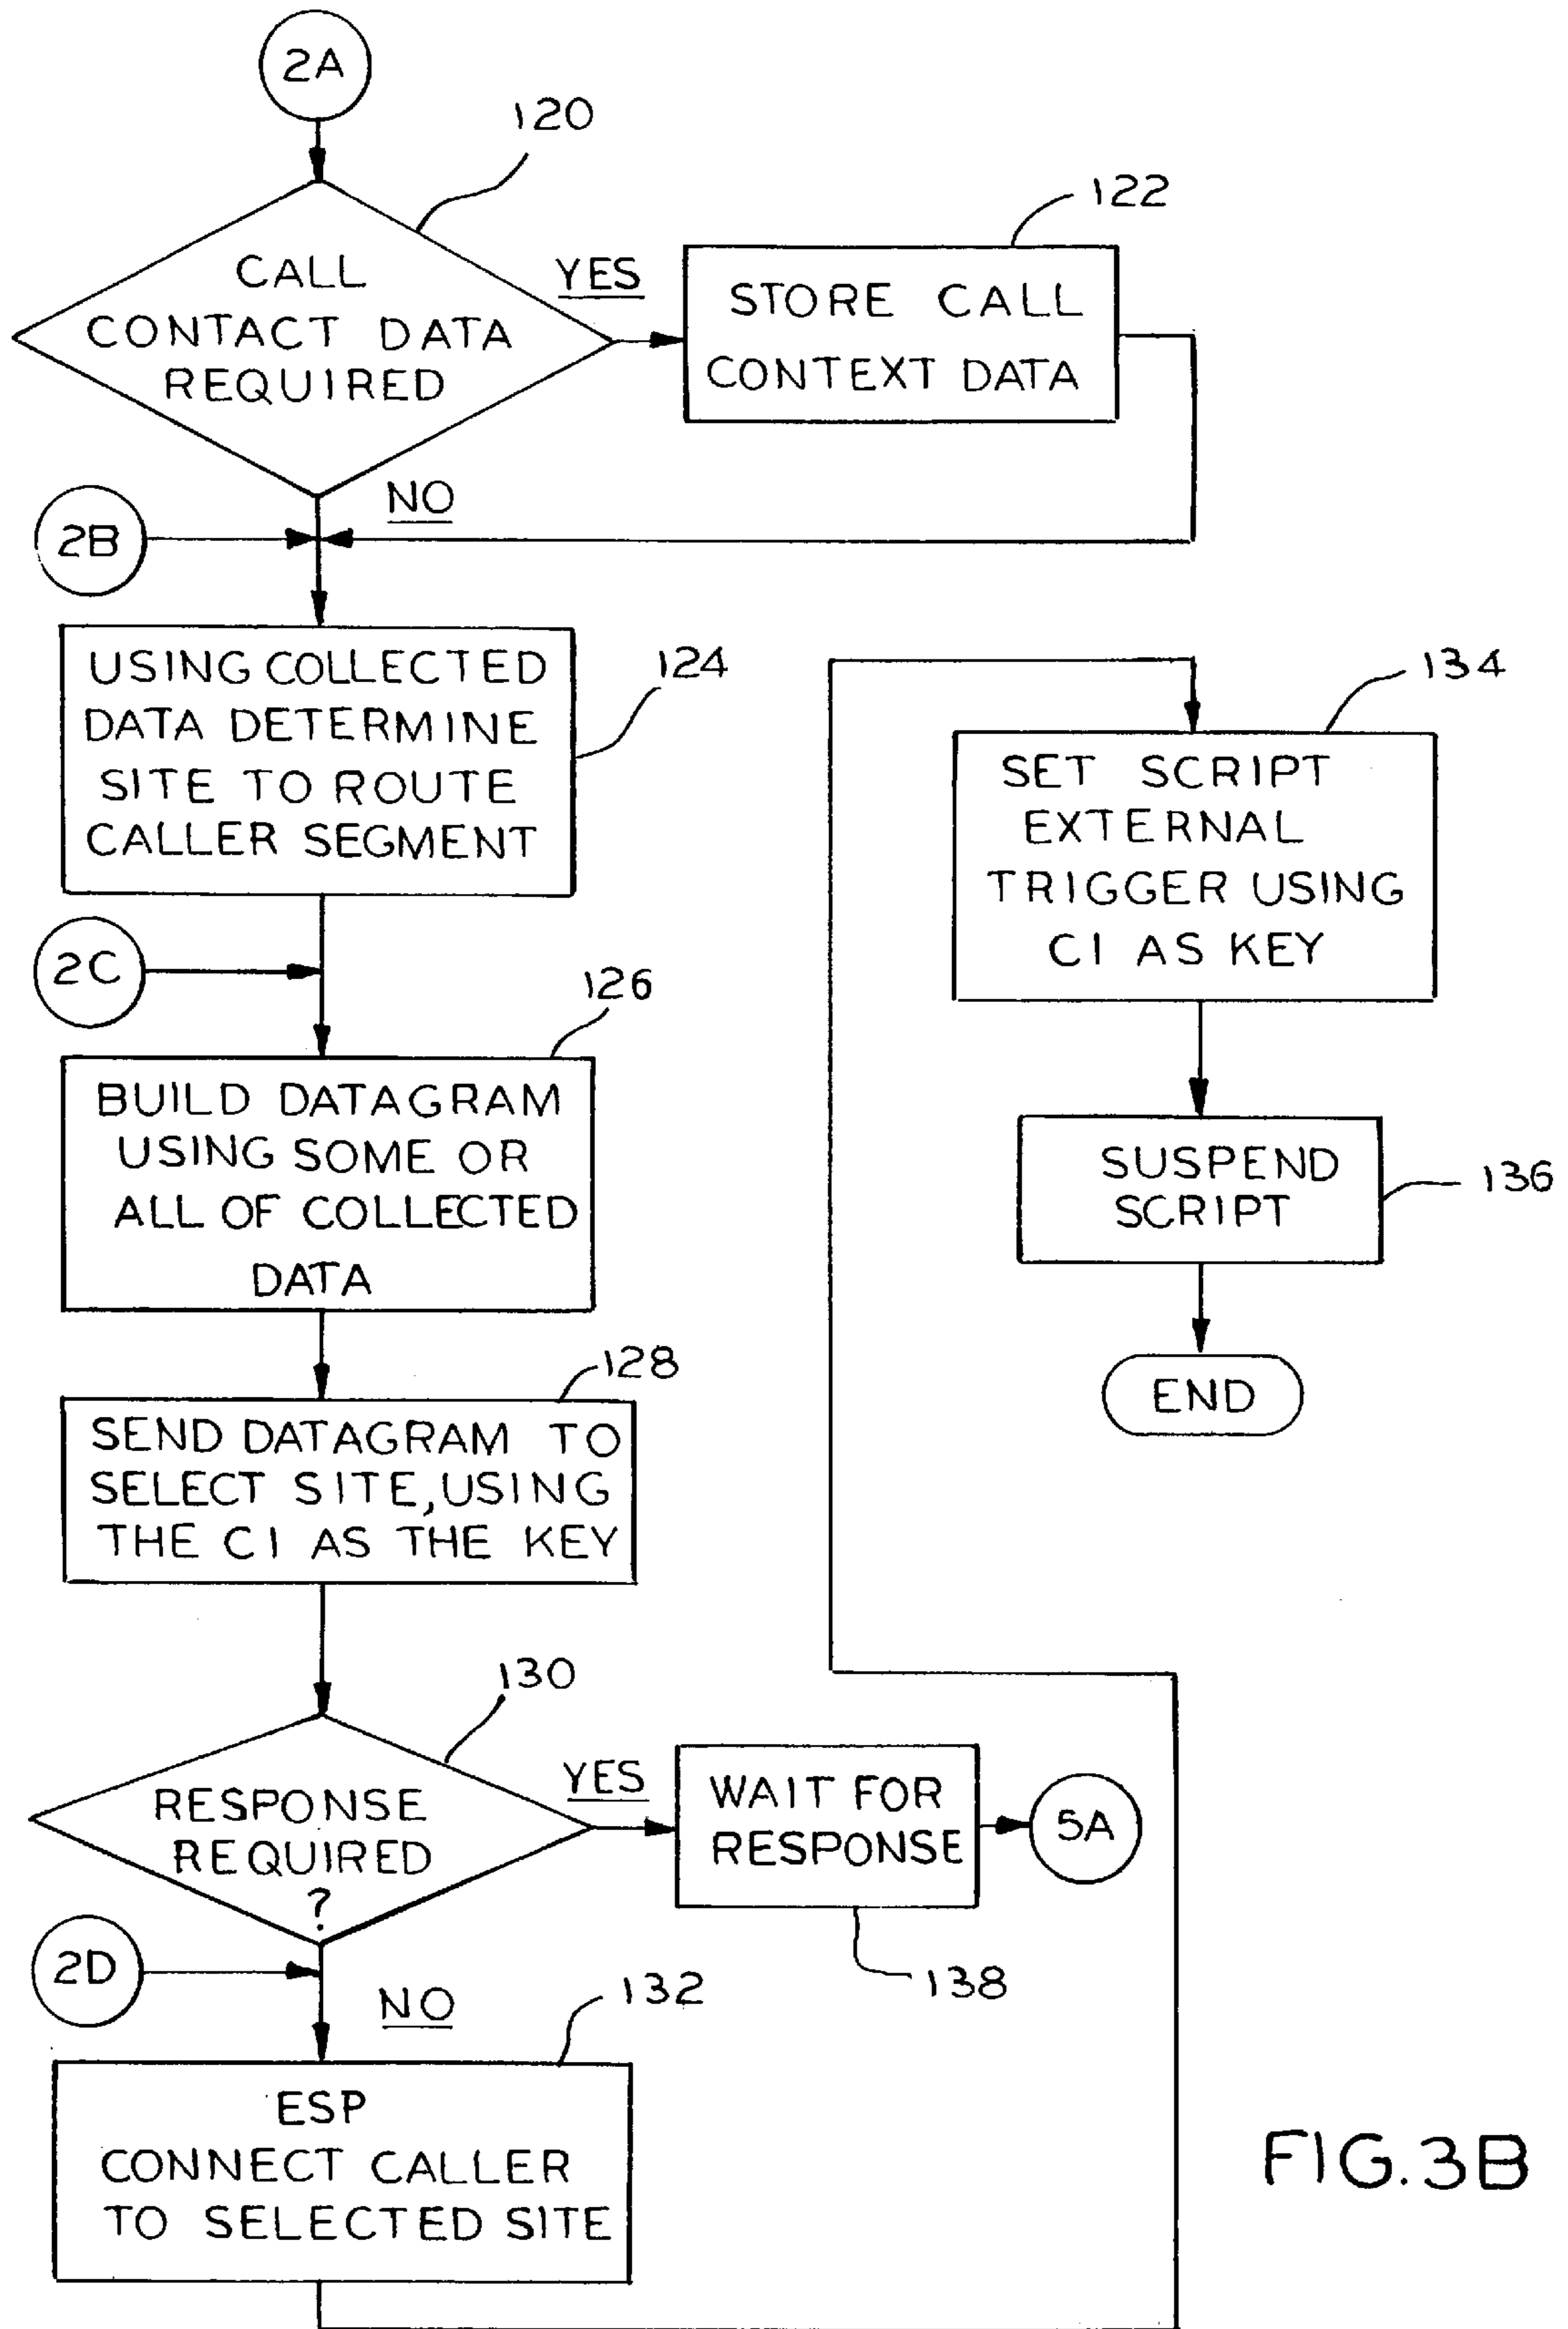 2A
120
CALL
CONTACT DATA
REQUIRED
YES
122
STORE CALL
CONTEXT DATA
NO
2B
USING COLLECTED
DATA DETERMINE
SITE TO ROUTE
CALLER SEGMENT
124
2C
126
BUILD DATAGRAM
USING SOME OR
ALL OF COLLECTED
DATA
128
SEND DATAGRAM TO
SELECT SITE, USING
THE CI AS THE KEY
130
RESPONSE
REQUIRED
?
YES
WAIT FOR
RESPONSE
138
5A
2D
NO
132
ESP
CONNECT CALLER
TO SELECTED SITE
134
SET SCRIPT
EXTERNAL
TRIGGER USING
CI AS KEY
SUSPEND
SCRIPT
136
END
FIG. 3B